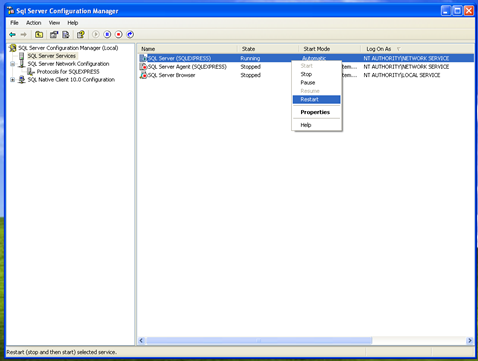 Sql Server Configuration Manager
File Action View Help
SQL Server Configuration Manager (Local)
SQL Server Services
SQL Server Network Configuration
Protocols for SQLEXPRESS
SQL Native Client 10.0 Configuration
Name State Start Mode Log On As
SQL Server (SQLEXPRESS) Running Automatic NT AUTHORITY\NETWORK SERVICE
SQL Server Agent (SQLEXPRESS) Stopped tem... NT AUTHORITY\NETWORK SERVICE
SQL Server Browser Stopped tem... NT AUTHORITY\LOCAL SERVICE
Start
Stop
Pause
Resume
Restart
Properties
Help
Restart (stop and then start) selected service.